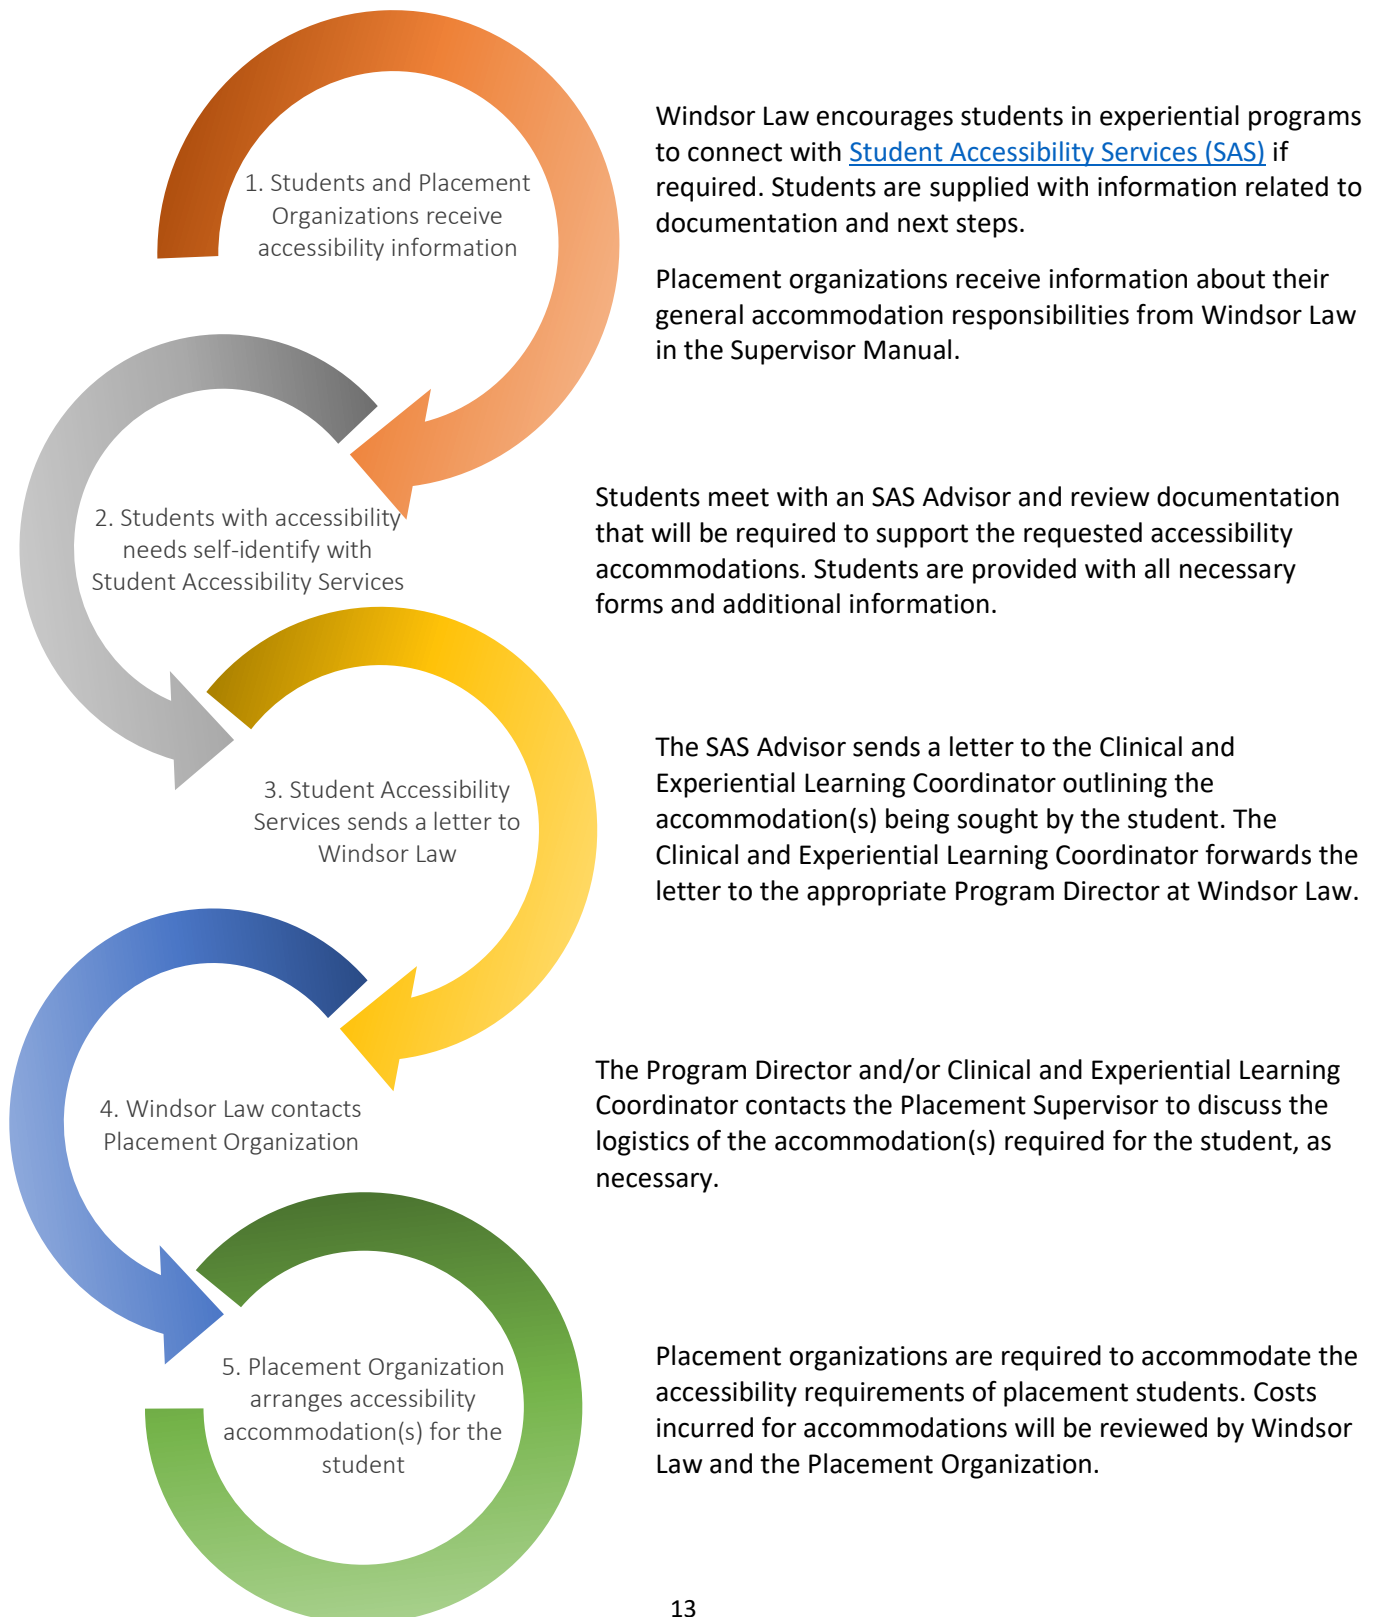 1. Students and Placement
Organizations receive
accessibility information
Windsor Law encourages students in experiential programs
to connect with Student Accessibility Services (SAS) if
required. Students are supplied with information related to
documentation and next steps.
Placement organizations receive information about their
general accommodation responsibilities from Windsor Law
in the Supervisor Manual.
2. Students with accessibility
needs self-identify with
Student Accessibility Services
Students meet with an SAS Advisor and review documentation
that will be required to support the requested accessibility
accommodations. Students are provided with all necessary
forms and additional information.
3. Student Accessibility
Services sends a letter to
Windsor Law
The SAS Advisor sends a letter to the Clinical and
Experiential Learning Coordinator outlining the
accommodation(s) being sought by the student. The
Clinical and Experiential Learning Coordinator forwards the
letter to the appropriate Program Director at Windsor Law.
4. Windsor Law contacts
Placement Organization
The Program Director and/or Clinical and Experiential Learning
Coordinator contacts the Placement Supervisor to discuss the
logistics of the accommodation(s) required for the student, as
necessary.
5. Placement Organization
arranges accessibility
accommodation(s) for the
student
Placement organizations are required to accommodate the
accessibility requirements of placement students. Costs
incurred for accommodations will be reviewed by Windsor
Law and the Placement Organization.
13